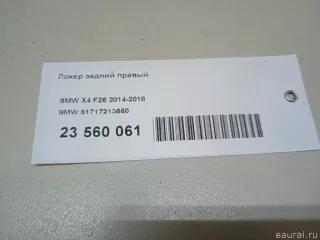 Локер задний правый
BMW X4 F26 2014-2018
BMW 51717213660
23 560 061
eaural.ru